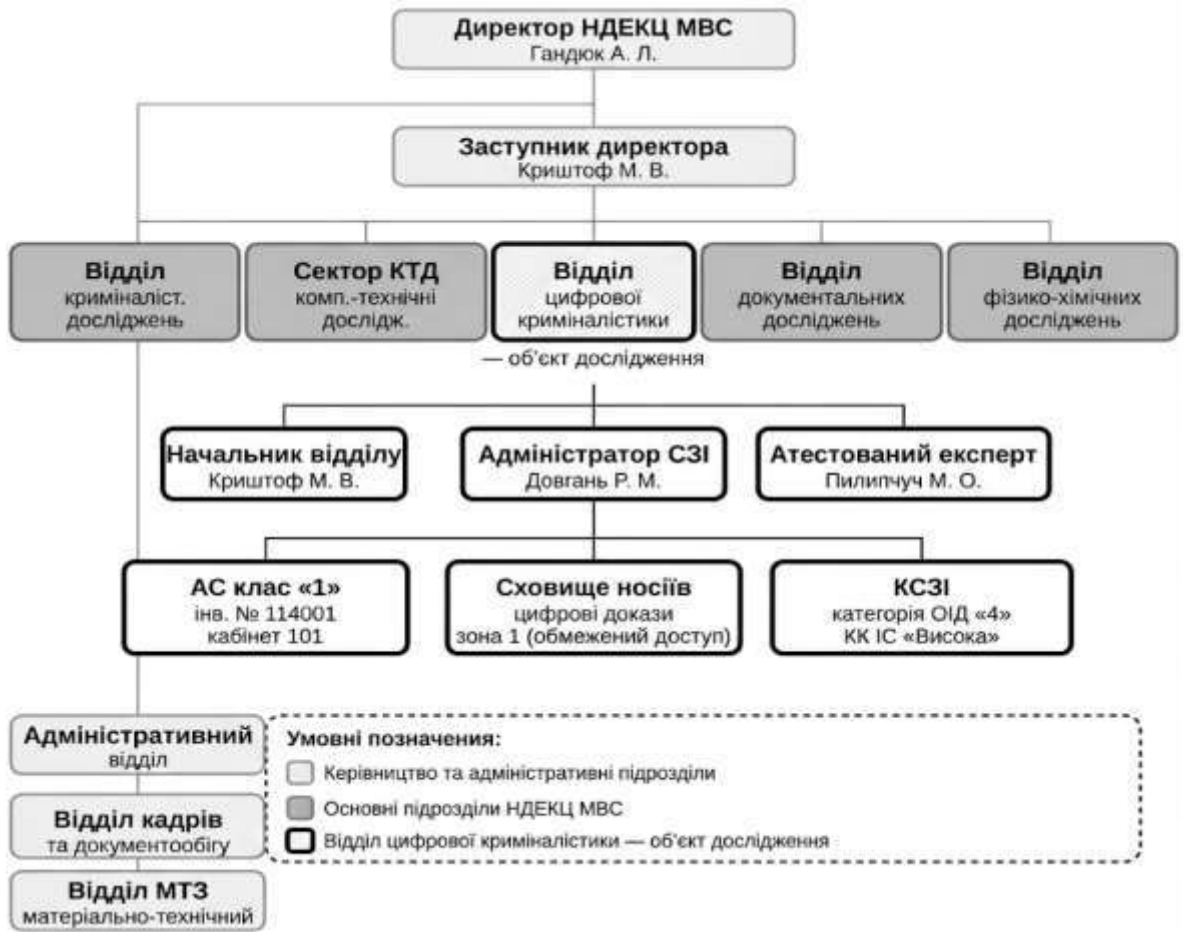 Директор НДЕКЦ МВС
Гандюк А. Л.
Заступник директора
Криштоф М. В.
Відділ
криміналіст.
досліджень
Сектор КТД
комп.-технічні
дослідж.
Відділ
цифрової
криміналістики
Відділ
документальних
досліджень
Відділ
фізико-хімічних
досліджень
— об’єкт дослідження
Начальник відділу
Криштоф М. В.
Адміністратор СЗІ
Довгань Р. М.
Атестований експерт
Пилипчуч М. О.
АС клас «1»
інв. № 114001
кабінет 101
Сховище носіїв
цифрові докази
зона 1 (обмежений доступ)
КСЗІ
категорія ОІД «4»
КК ІС «Висока»
Адміністративний
відділ
Відділ кадрів
та документообігу
Відділ МТЗ
матеріально-технічний
Умовні позначення:
Керівництво та адміністративні підрозділи
Основні підрозділи НДЕКЦ МВС
Відділ цифрової криміналістики — об’єкт дослідження